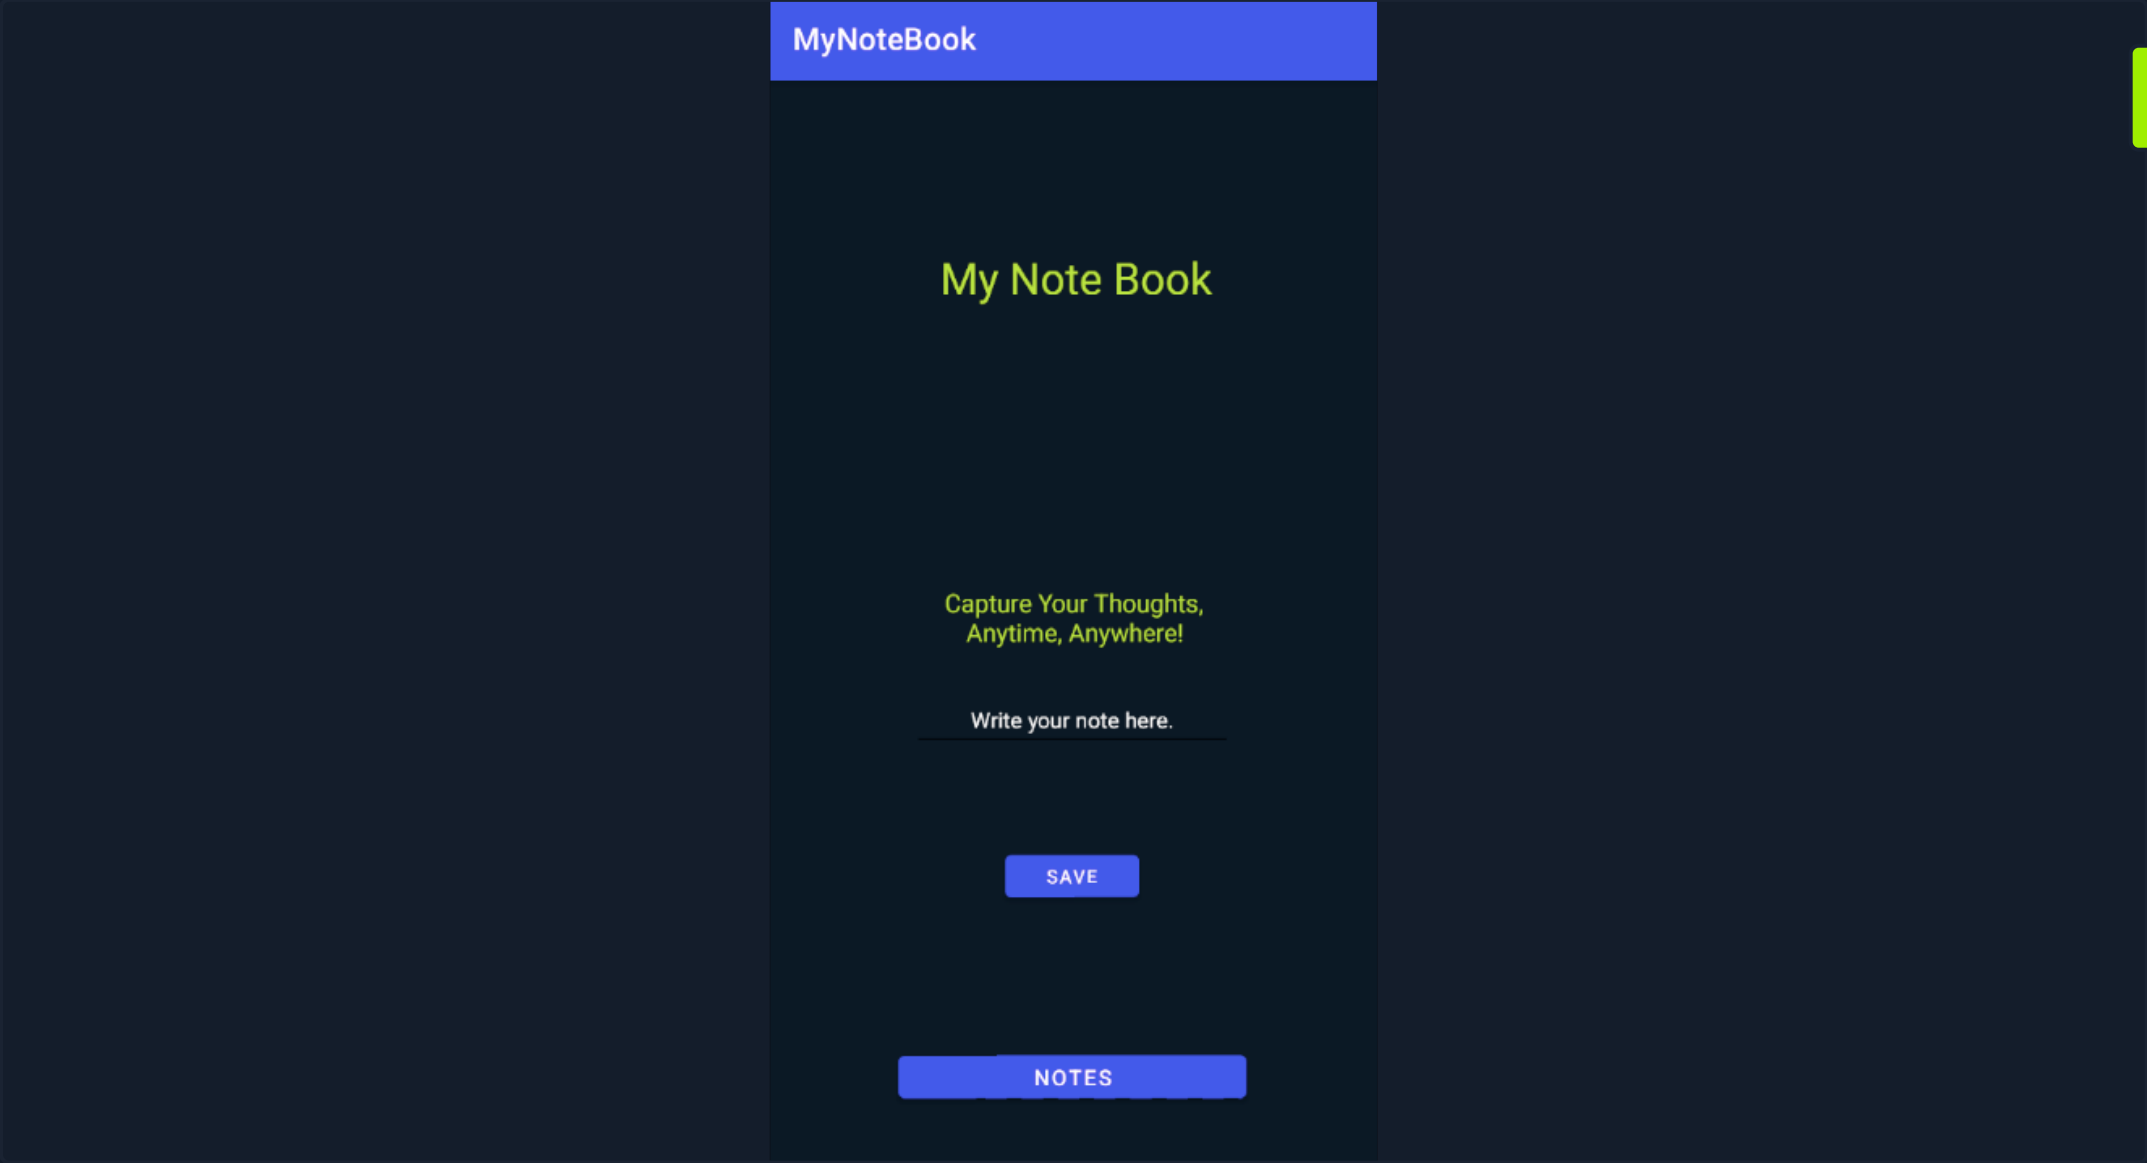 MyNoteBook
My Note Book
Capture Your Thoughts,
Anytime, Anywhere!
Write your note here.
SAVE
NOTES